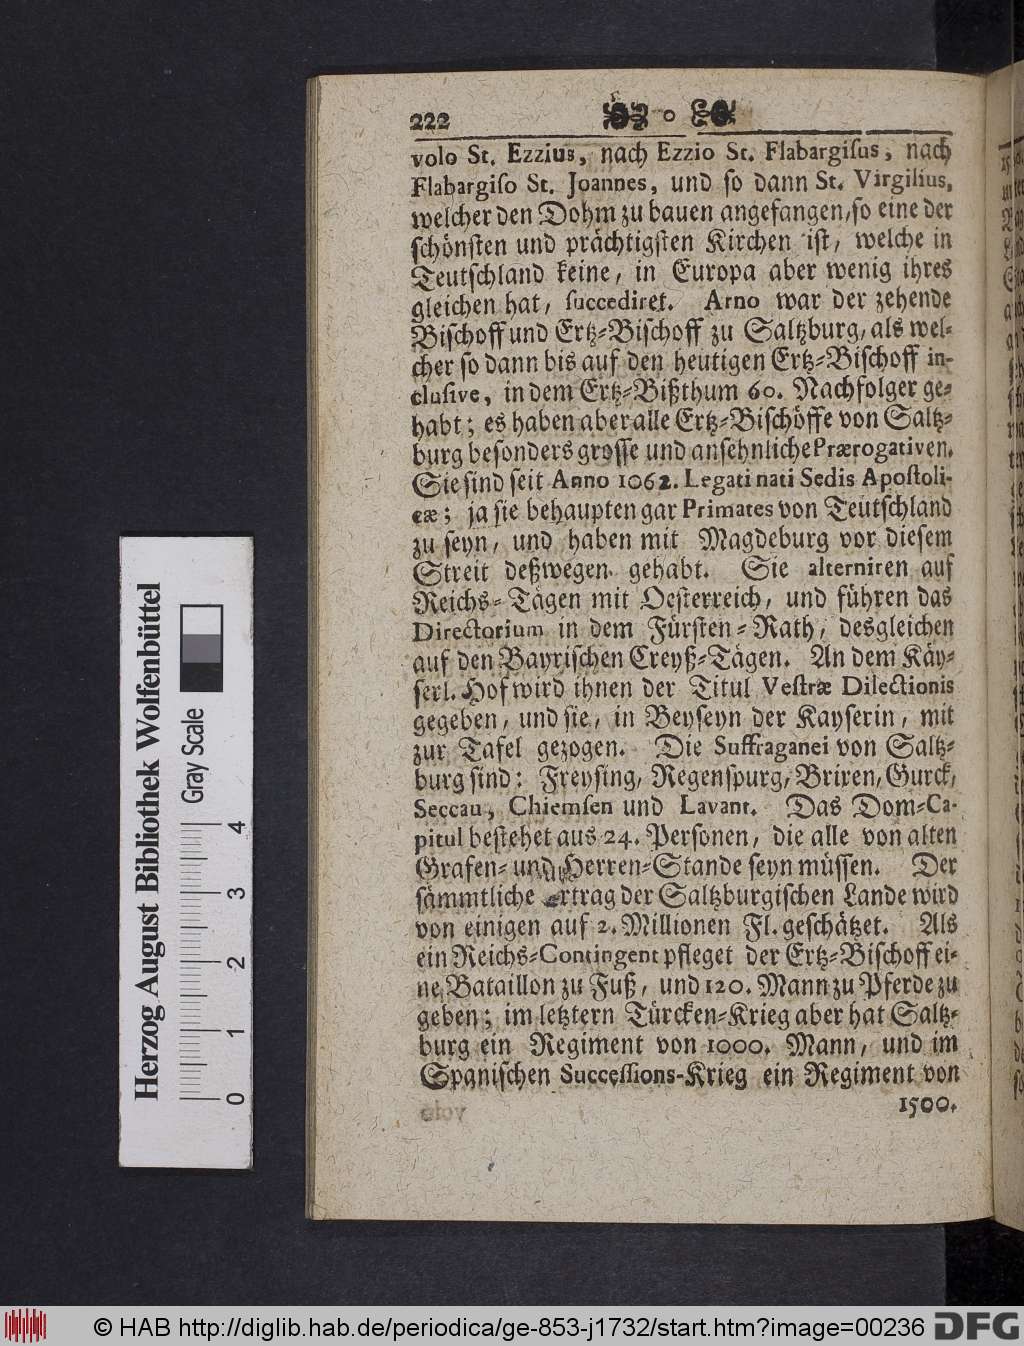 222
volo St. Ezzius, nach Ezzio St. Flabargiſus, nach
Flabargiſo St. Joannes, und ſo dann St. Virgilius,
welcher den Dohm zu bauen angefangen, ſo eine der
ſchönſten und prächtigſten Kirchen iſt, welche in
Teutſchland keine, in Europa aber wenig ihres
gleichen hat, ſuccediret. Arno war der zehende
Biſchoff und Ertz-Biſchoff zu Saltzburg, als wel-
cher ſo dann bis auf den heutigen Ertz-Biſchoff in-
cluſive, in dem Ertz-Bißthum 60. Nachfolger ge-
habt; es haben aber alle Ertz-Biſchöffe von Saltz-
burg beſonders groſſe und anſehnliche Prærogativen.
Sie ſind ſeit Anno 1062. Legati nati Sedis Apoſtoli-
cæ; ja ſie behaupten gar Primates von Teutſchland
zu ſeyn, und haben mit Magdeburg vor dieſem
Streit deßwegen gehabt. Sie alterniren auf
Reichs-Tägen mit Oeſterreich, und führen das
Directorium in dem Fürſten-Rath, desgleichen
auf den Bayriſchen Creyß-Tägen. An dem Käy-
ſerl. Hof wird ihnen der Titul Veſtræ Dilectionis
gegeben, und ſie, in Beyſeyn der Kayſerin, mit
zur Tafel gezogen. Die Suffraganei von Saltz-
burg ſind: Freyſing, Regenſpurg, Brixen, Gurck,
Seccau, Chiemſen und Lavant. Das Dom-Ca-
pitul beſtehet aus 24. Perſonen, die alle von alten
Grafen- und Herren-Stande ſeyn müſſen. Der
ſämmtliche Ertrag der Saltzburgiſchen Lande wird
von einigen auf 2. Millionen Fl. geſchätzet. Als
ein Reichs-Contingent pfleget der Ertz-Biſchoff ei-
ne Bataillon zu Fuß, und 120. Mann zu Pferde zu
geben; im letztern Türcken-Krieg aber hat Saltz-
burg ein Regiment von 1000. Mann, und im
Spaniſchen Succeſſions-Krieg ein Regiment von
1500.
Herzog August Bibliothek Wolfenbüttel
Gray Scale
0 1 2 3 4
© HAB http://diglib.hab.de/periodica/ge-853-j1732/start.htm?image=00236
DFG